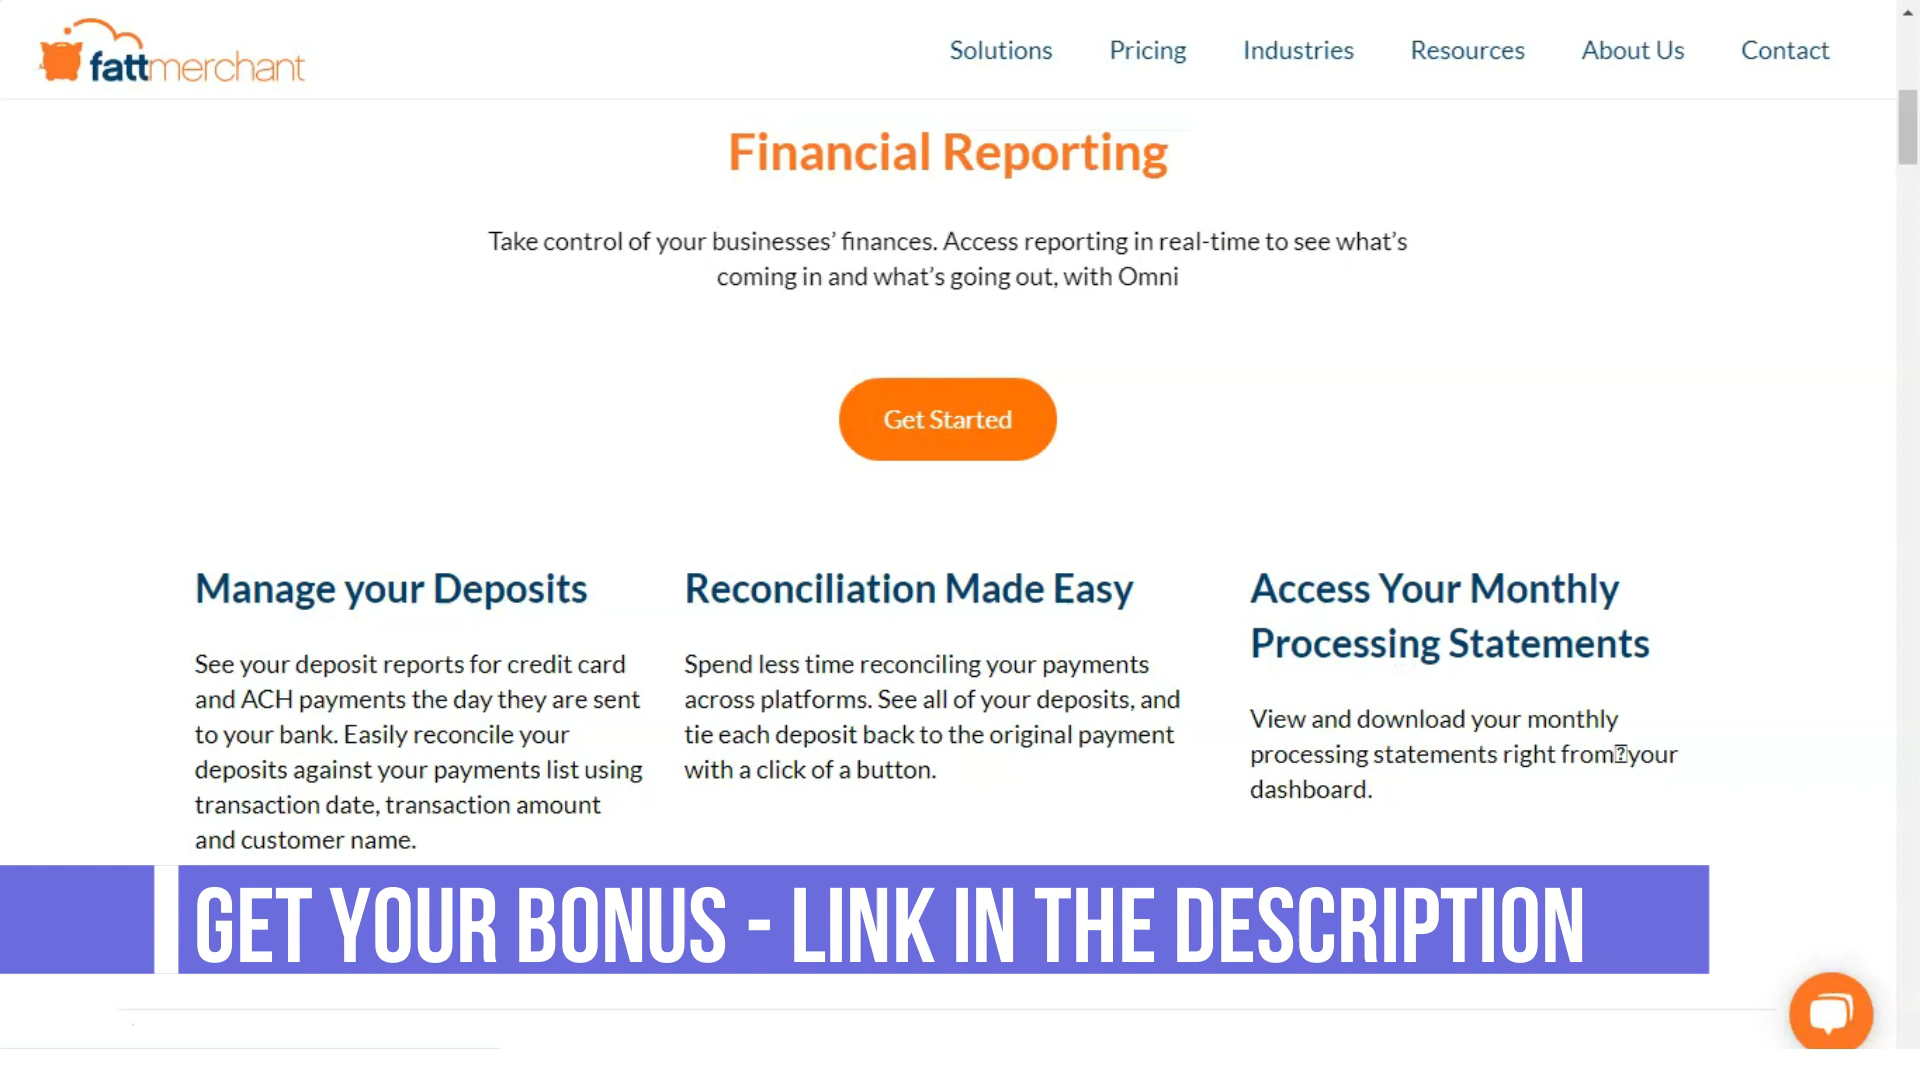 fattmerchant
Solutions Pricing Industries Resources About Us Contact
Financial Reporting
Take control of your businesses’ finances. Access reporting in real-time to see what’s
coming in and what’s going out, with Omni
Get Started
Manage your Deposits
See your deposit reports for credit card
and ACH payments the day they are sent
to your bank. Easily reconcile your
deposits against your payments list using
transaction date, transaction amount
and customer name.
Reconciliation Made Easy
Spend less time reconciling your payments
across platforms. See all of your deposits, and
tie each deposit back to the original payment
with a click of a button.
Access Your Monthly
Processing Statements
View and download your monthly
processing statements right from⍰your
dashboard.
GET YOUR BONUS - LINK IN THE DESCRIPTION